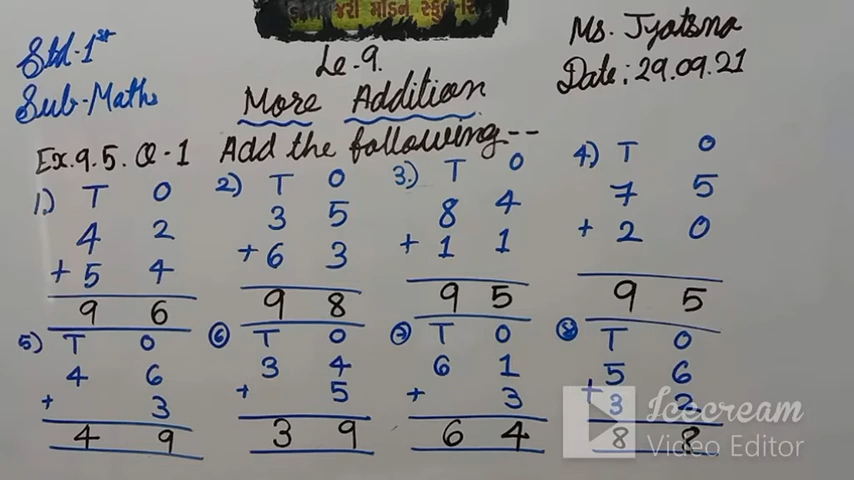 જરી મોડર્ન સ્કુલ
Std-1st
Sub-Maths
Le-9.
More Addition
Ms. Jyotsna
Date: 29.09.21
Ex.9.5. Q-1 Add the following--
1.) T O
4 2
+ 5 4
9 6
2) T O
3 5
+ 6 3
9 8
3.) T O
8 4
+ 1 1
9 5
4.) T O
7 5
+ 2 0
9 5
5) T O
4 6
+ 3
4 9
6 T O
3 4
+ 5
3 9
7 T O
6 1
+ 3
6 4
8 T O
5 6
+ 3 2
8 8
Icecream
Video Editor